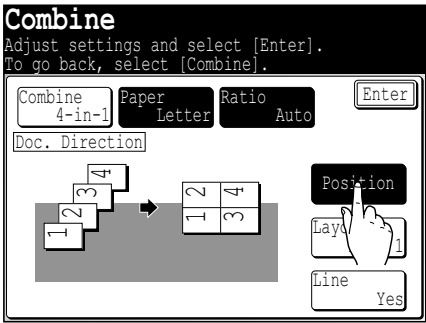 Combine
Adjust settings and select [Enter].
To go back, select [Combine].
Combine
4-in-1
Paper
Letter
Ratio
Auto
Enter
Doc. Direction
1 2 3 4
2 4
1 3
Position
1
Line
Yes